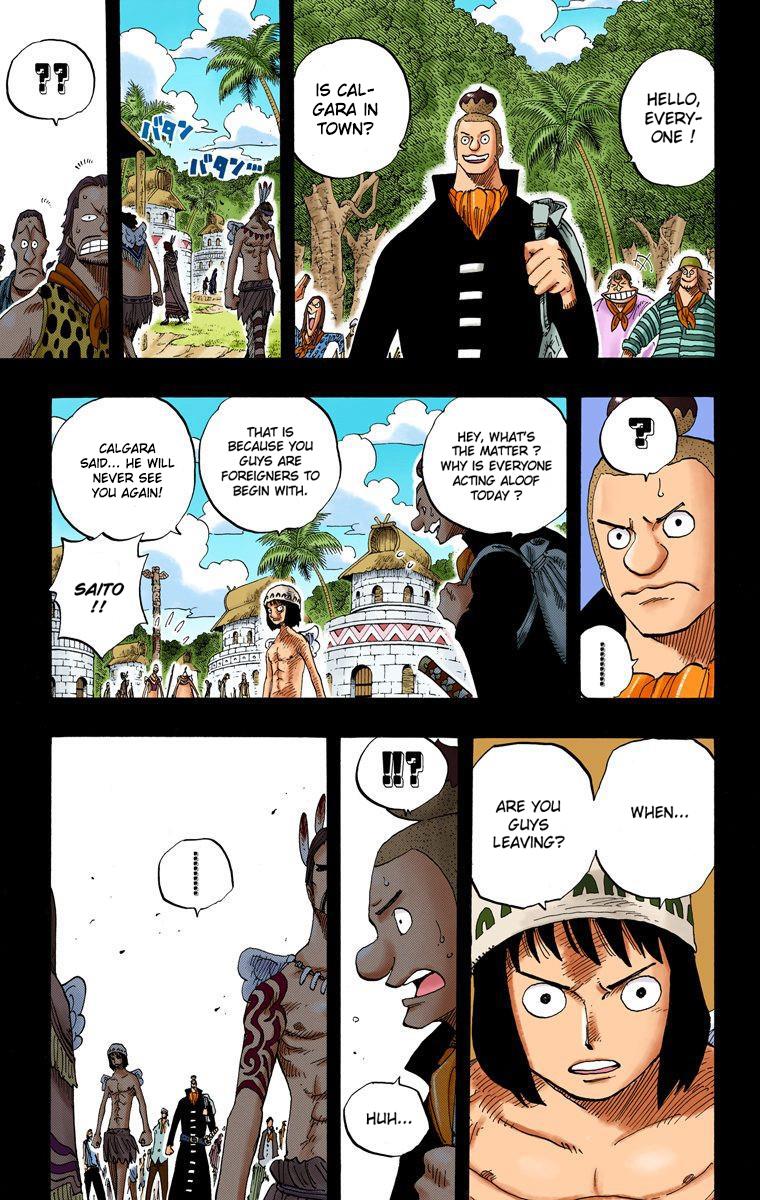 HELLO,
EVERY-
ONE !
IS CAL-
GARA IN
TOWN?
バタン
バタン…
??
?
..........
HEY, WHAT'S
THE MATTER ?
WHY IS EVERYONE
ACTING ALOOF
TODAY ?
THAT IS
BECAUSE YOU
GUYS ARE
FOREIGNERS TO
BEGIN WITH.
CALGARA
SAID... HE WILL
NEVER SEE
YOU AGAIN!
SAITO
!!
WHEN...
ARE YOU
GUYS
LEAVING?
!!?
HUH...
..........